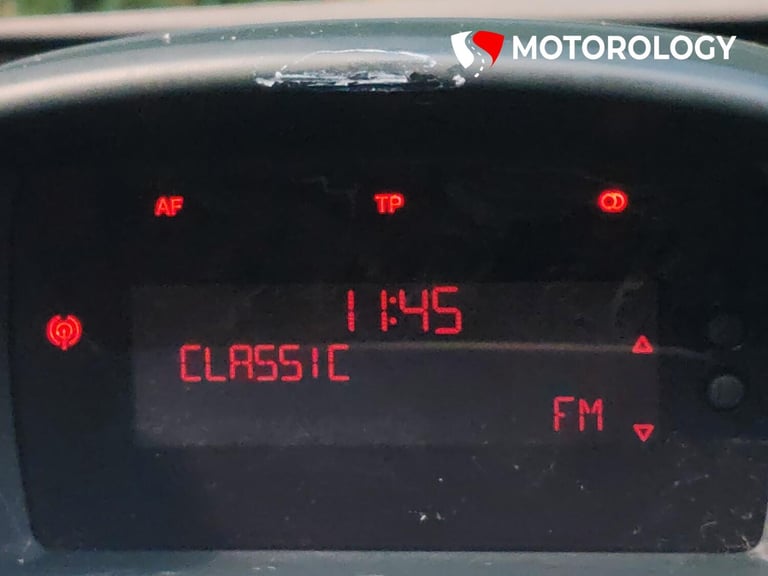 MOTOROLOGY
AF TP
11:45
CLASSIC
FM